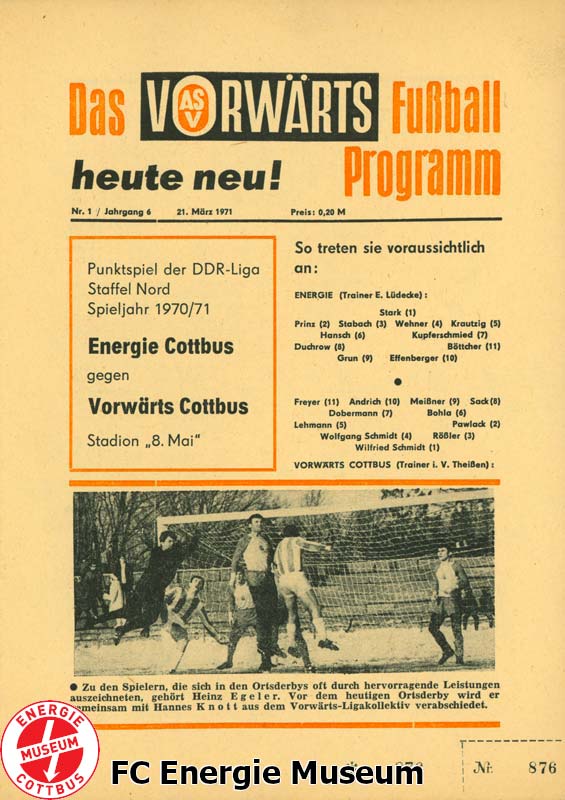 Das VORWÄRTS Fußball
ASV
heute neu! Programm
Nr. 1 / Jahrgang 6 21. März 1971 Preis: 0,20 M
Punktspiel der DDR-Liga
Staffel Nord
Spieljahr 1970/71
Energie Cottbus
gegen
Vorwärts Cottbus
Stadion „8. Mai"
So treten sie voraussichtlich
an:
ENERGIE (Trainer E. Lüdecke) :
Stark (1)
Prinz (2) Stabach (3) Wehner (4) Krautzig (5)
Hansch (6) Kupferschmied (7)
Duchrow (8) Böttcher (11)
Grun (9) Effenberger (10)
●
Freyer (11) Andrich (10) Meißner (9) Sack(8)
Dobermann (7) Bohla (6)
Lehmann (5) Pawlack (2)
Wolfgang Schmidt (4) Rößler (3)
Wilfried Schmidt (1)
VORWÄRTS COTTBUS (Trainer i. V. Theißen) :
● Zu den Spielern, die sich in den Ortsderbys oft durch hervorragende Leistungen
auszeichneten, gehört Heinz Egeler. Vor dem heutigen Ortsderby wird er
gemeinsam mit Hannes Knott aus dem Vorwärts-Ligakollektiv verabschiedet.
ENERGIE
MUSEUM
COTTBUS
FC Energie Museum
Nr. 876